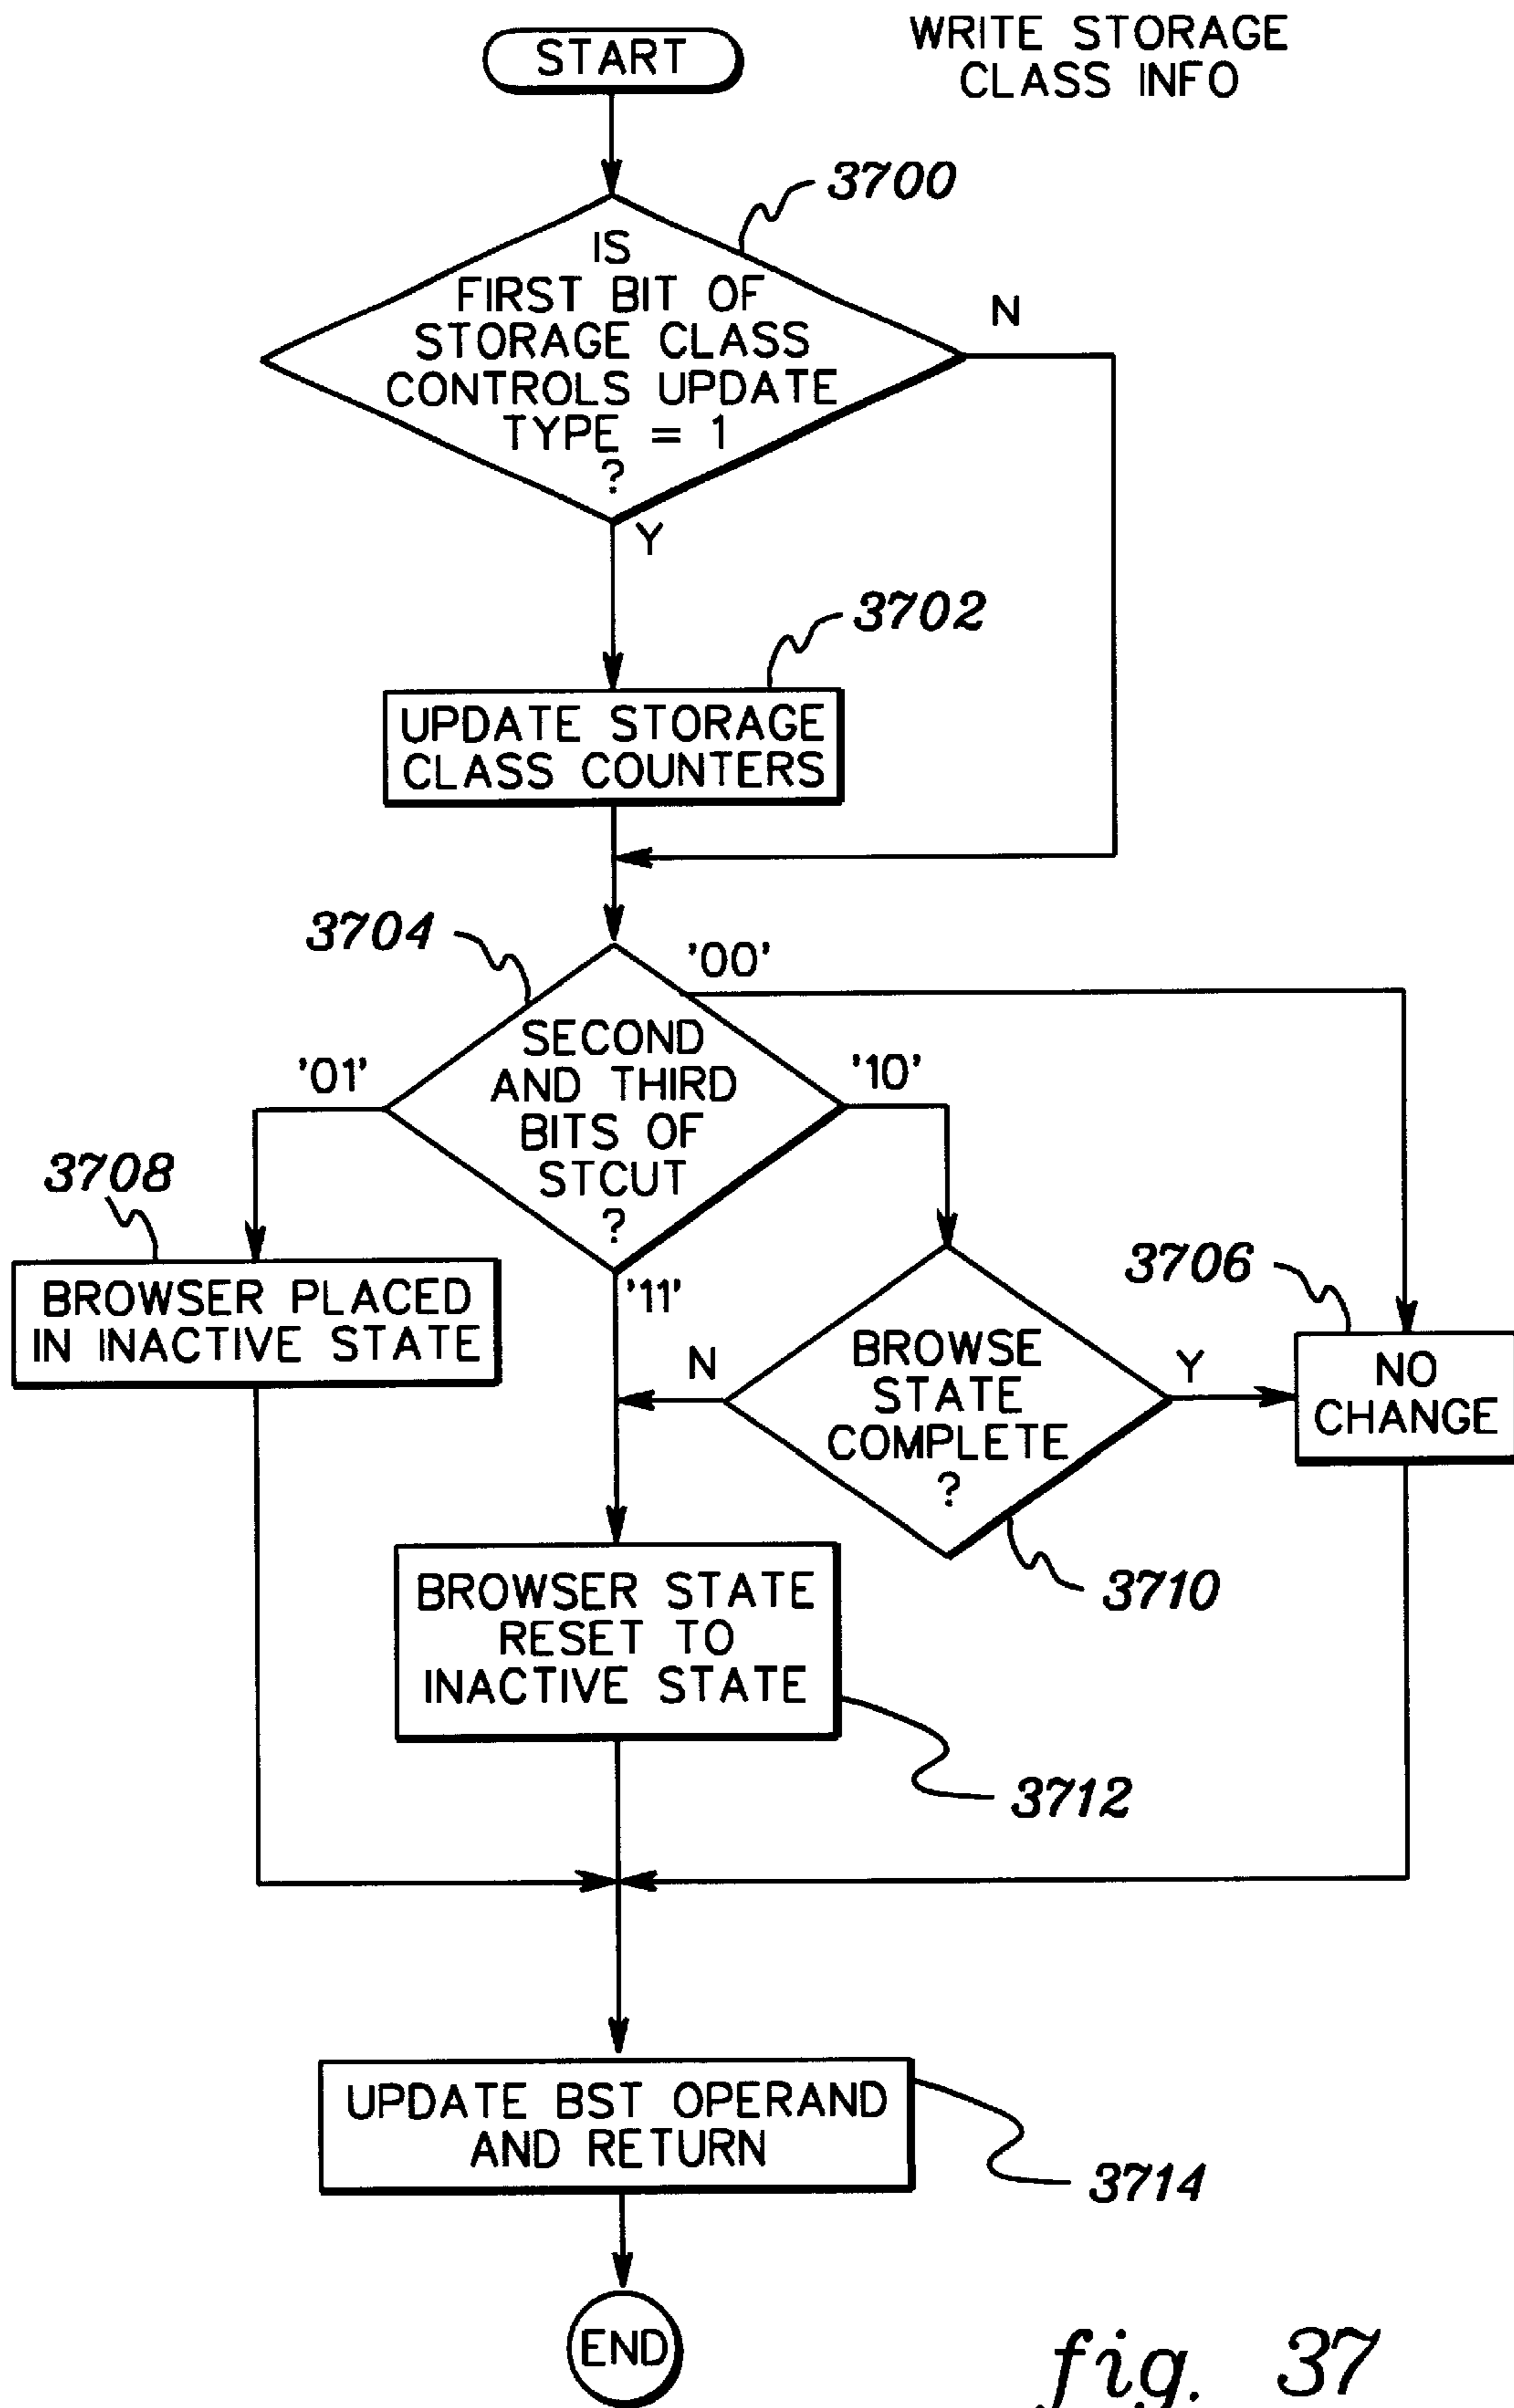 WRITE STORAGE
CLASS INFO
START
3700
IS
FIRST BIT OF
STORAGE CLASS
CONTROLS UPDATE
TYPE = 1
?
N
Y
3702
UPDATE STORAGE
CLASS COUNTERS
3704
'00'
SECOND
AND THIRD
BITS OF
STCUT
?
'01'
'10'
'11'
3708
BROWSER PLACED
IN INACTIVE STATE
3706
NO
CHANGE
N
BROWSE
STATE
COMPLETE
?
Y
3710
BROWSER STATE
RESET TO
INACTIVE STATE
3712
UPDATE BST OPERAND
AND RETURN
3714
END
fig. 37